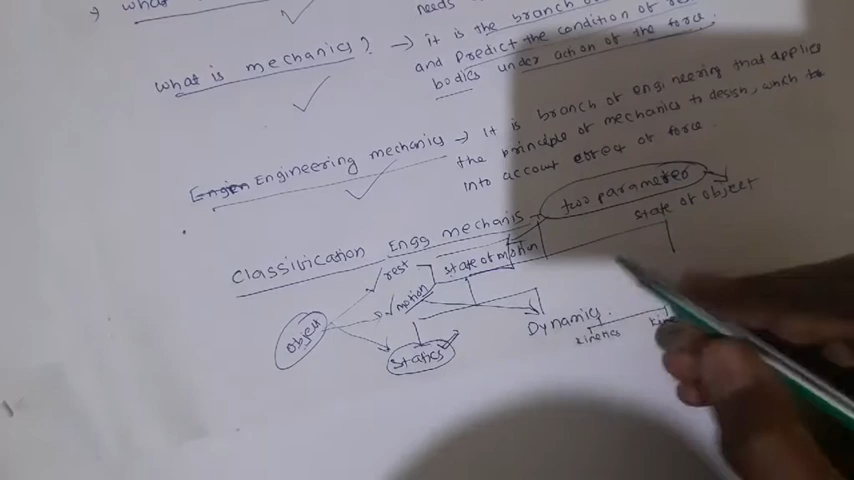 what
needs
What is mechanics? → it is the branch
and predict the condition of
bodies under action of the force.
Engineering mechanics → It is branch of engineering that applies
the principle of mechanics to design, which
into account effect of force.
Classification Engg mechanis → two parameter
state of motion
state of object
rest
motion
object
statics
Dynamics
kinetics